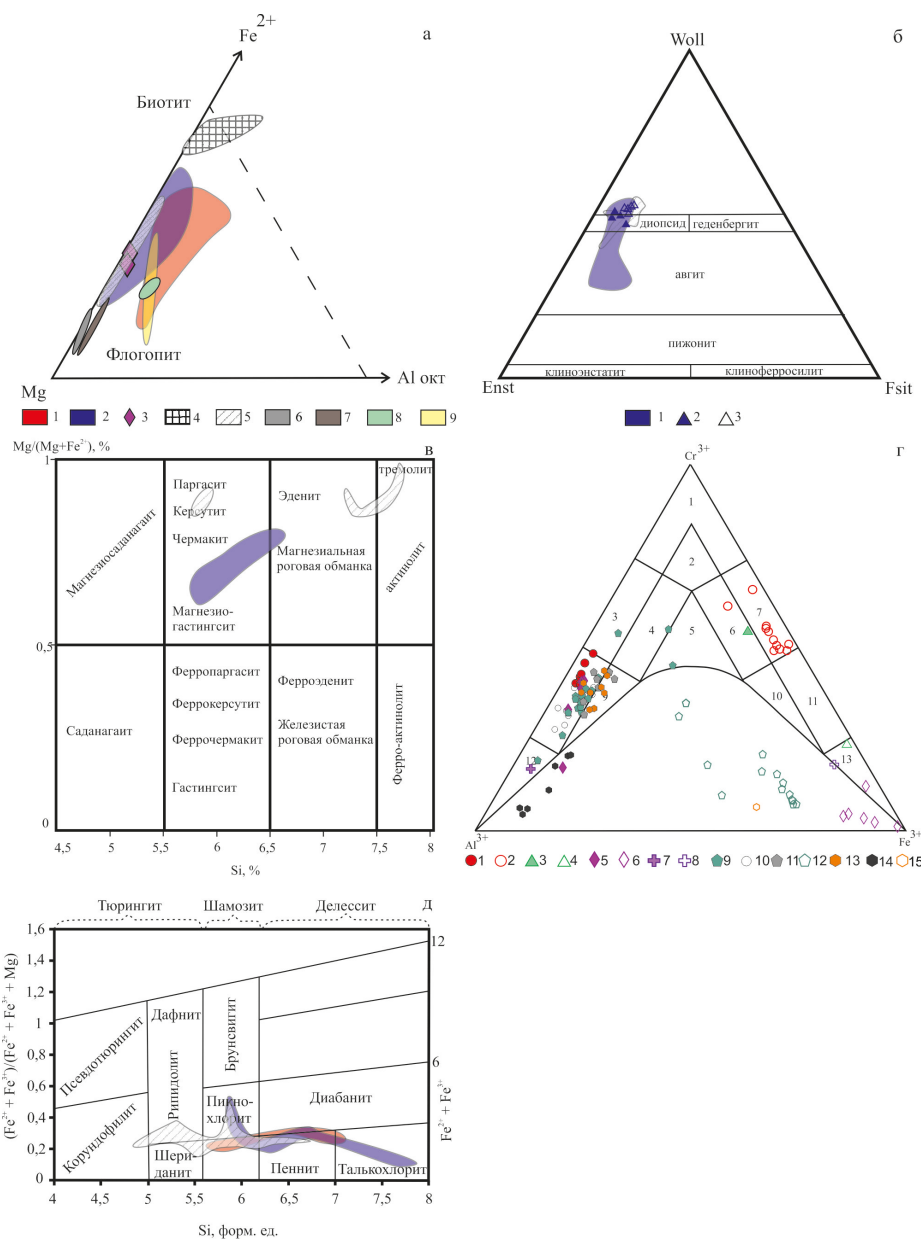 Fe 2+
а
Биотит
Флогопит
Mg
Al окт
1 2 3 4 5 6 7 8 9
Woll
б
диопсид геденбергит
авгит
пижонит
клиноэнстатит клиноферросилит
Enst Fsit
1 2 3
Mg/(Mg+Fe2+), %
в
1
0,5
0
Магнезиосаданагаит
Паргасит
Керсутит
Чермакит
Магнезио-
гастингсит
Эденит
Магнезиальная
роговая обманка
тремолит
актинолит
Саданагаит
Ферропаргасит
Феррокерсутит
Феррочермакит
Гастингсит
Ферроэденит
Железистая
роговая обманка
Ферро-актинолит
4,5 5 5,5 6 6,5 7 7,5 8
Si, %
Cr3+
г
1
2
3 4 5 6 7
9 10 11
12 13
Al3+ Fe3+
1 2 3 4 5 6 7 8 9 10 11 12 13 14 15
Тюрингит Шамозит Делессит
д
(Fe2+ + Fe3+)/(Fe2+ + Fe3+ + Mg)
1,6
1,4
1,2
1
0,8
0,6
0,4
0,2
0
12
6
Fe2+ + Fe3+
Псевдотюрингит
Корундофилит
Дафнит
Рипидолит
Шери-
данит
Брунсвигит
Пикно-
хлорит
Диабанит
Пеннит
Талькохлорит
4 4,5 5 5,5 6 6,5 7 7,5 8
Si, форм. ед.